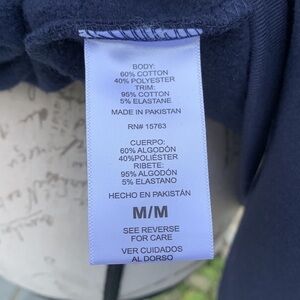 BODY:
60% COTTON
40% POLYESTER
TRIM:
95% COTTON
5% ELASTANE
MADE IN PAKISTAN
RN# 15763
CUERPO:
60% ALGODÓN
40%POLIÉSTER
RIBETE:
95% ALGODÓN
5% ELASTANO
HECHO EN PAKISTÁN
M/M
SEE REVERSE
FOR CARE
VER CUIDADOS
AL DORSO